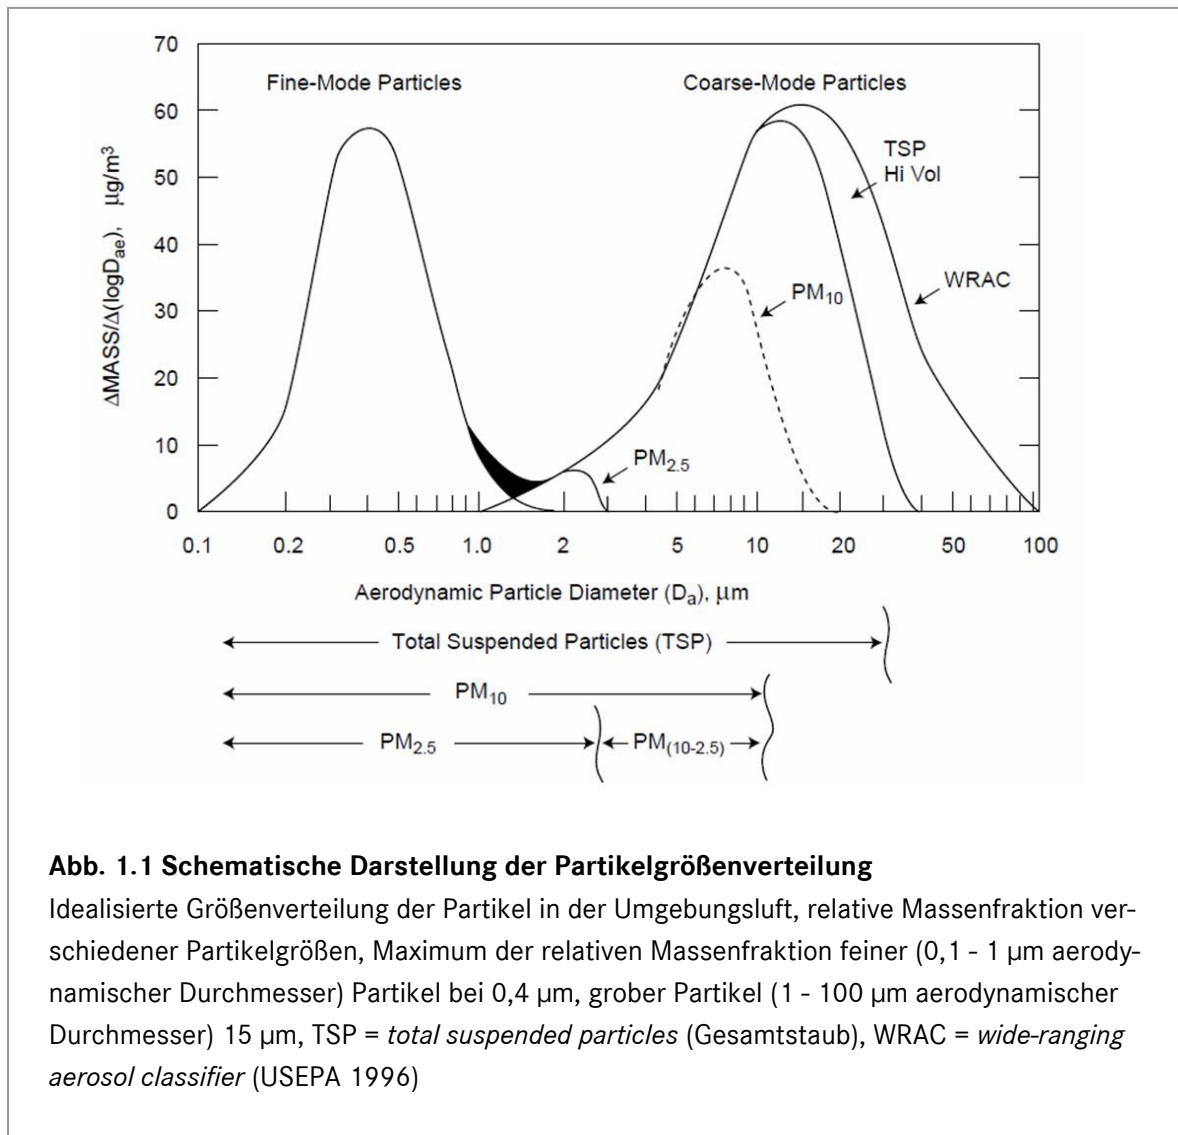 70
Fine-Mode Particles
Coarse-Mode Particles
60
TSP
Hi Vol
50
40
WRAC
PM10
30
20
10
PM2.5
0
ΔMASS/Δ(logDae), μg/m³
0.1 0.2 0.5 1.0 2 5 10 20 50 100
Aerodynamic Particle Diameter (Da), μm
Total Suspended Particles (TSP)
PM10
PM2.5 PM(10-2.5)
Abb. 1.1 Schematische Darstellung der Partikelgrößenverteilung
Idealisierte Größenverteilung der Partikel in der Umgebungsluft, relative Massenfraktion ver-
schiedener Partikelgrößen, Maximum der relativen Massenfraktion feiner (0,1 - 1 µm aerody-
namischer Durchmesser) Partikel bei 0,4 µm, grober Partikel (1 - 100 µm aerodynamischer
Durchmesser) 15 µm, TSP = total suspended particles (Gesamtstaub), WRAC = wide-ranging
aerosol classifier (USEPA 1996)